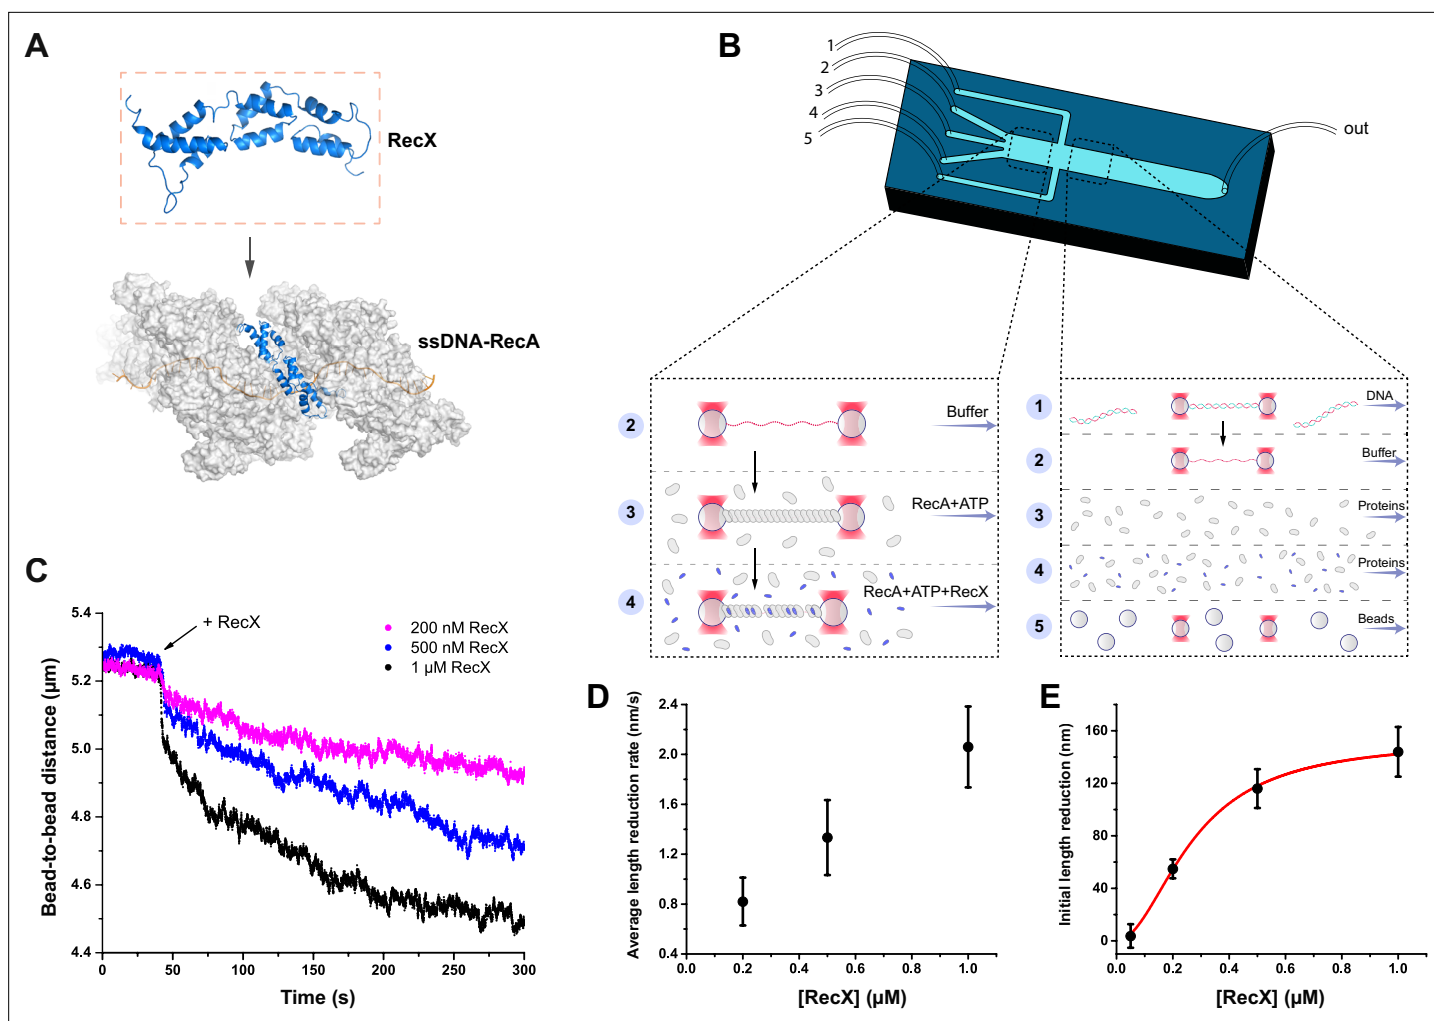 A
RecX
ssDNA-RecA
B
1
2
3
4
5
out
2
Buffer
3
RecA+ATP
4
RecA+ATP+RecX
1
DNA
2
Buffer
3
Proteins
4
Proteins
5
Beads
C
+ RecX
200 nM RecX
500 nM RecX
1 µM RecX
Bead-to-bead distance (µm)
5.4
5.2
5.0
4.8
4.6
4.4
0 50 100 150 200 250 300
Time (s)
D
Average length reduction rate (nm/s)
2.4
2.0
1.6
1.2
0.8
0.4
0.0 0.2 0.4 0.6 0.8 1.0
[RecX] (µM)
E
Initial length reduction (nm)
160
120
80
40
0
0.0 0.2 0.4 0.6 0.8 1.0
[RecX] (µM)